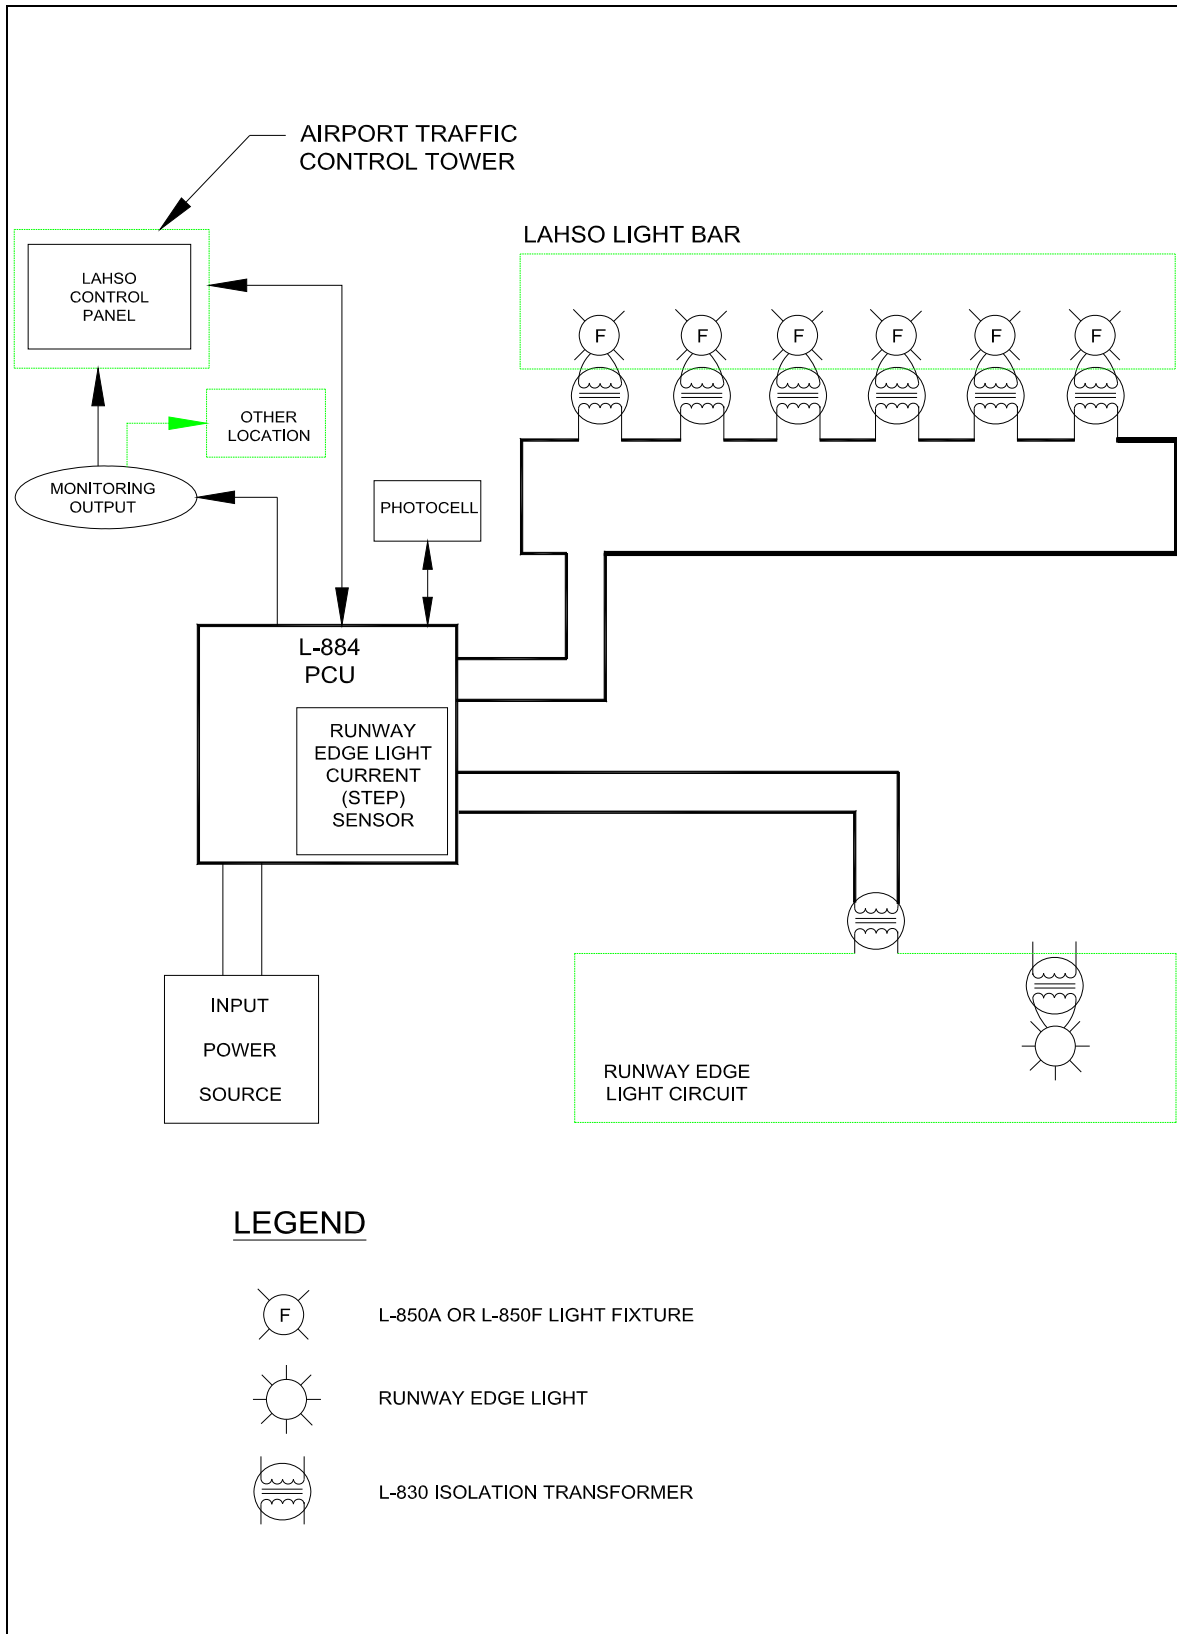 AIRPORT TRAFFIC
CONTROL TOWER
LAHSO LIGHT BAR
LAHSO
CONTROL
PANEL
F F F F F F
OTHER
LOCATION
MONITORING
OUTPUT
PHOTOCELL
L-884
PCU
RUNWAY
EDGE LIGHT
CURRENT
(STEP)
SENSOR
INPUT
POWER
SOURCE
RUNWAY EDGE
LIGHT CIRCUIT
LEGEND
F L-850A OR L-850F LIGHT FIXTURE
RUNWAY EDGE LIGHT
L-830 ISOLATION TRANSFORMER